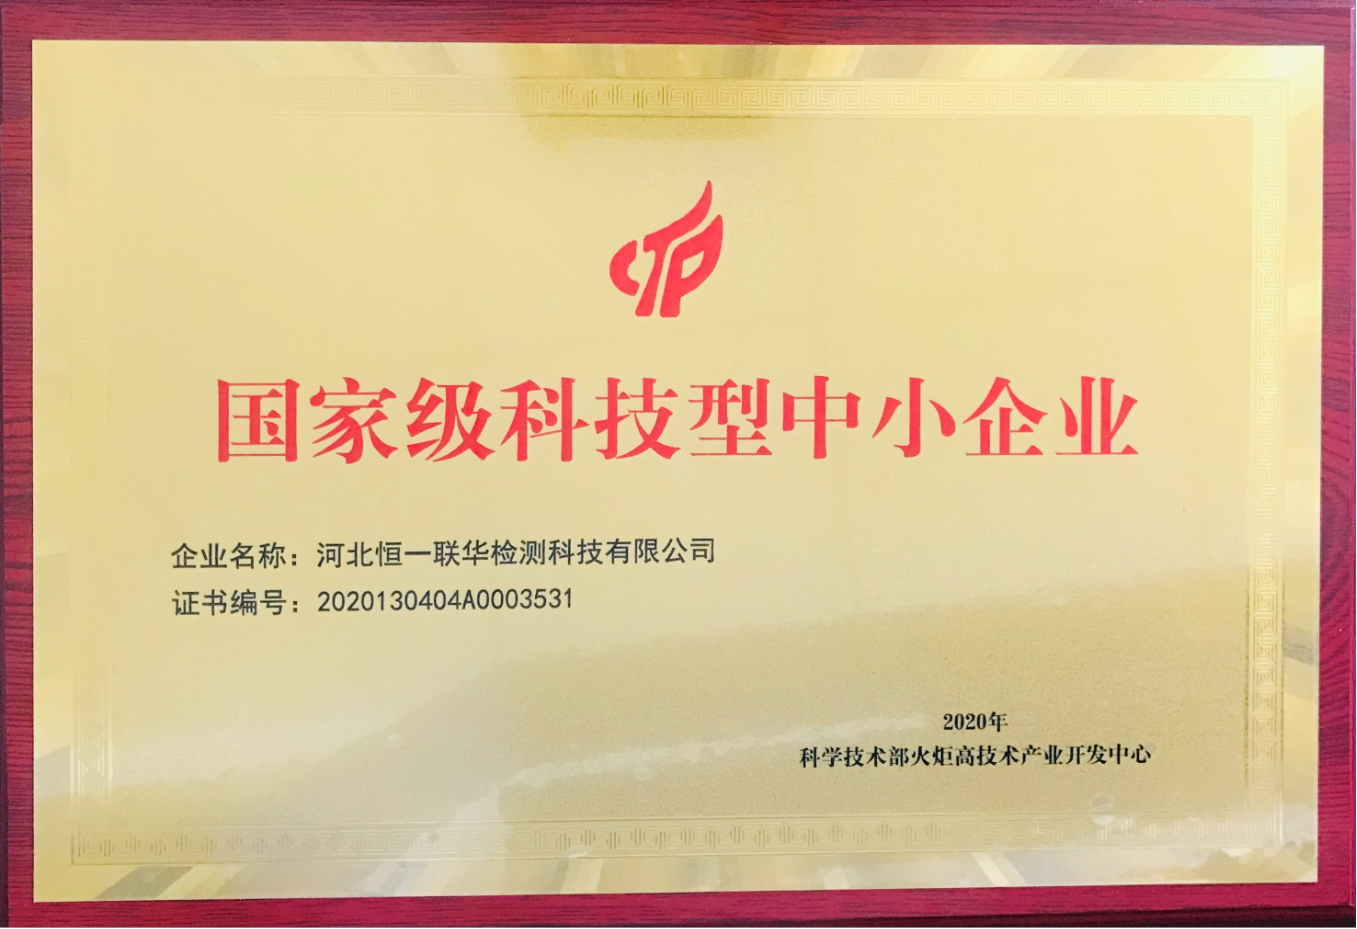 CTP
国家级科技型中小企业
企业名称：河北恒一联华检测科技有限公司
证书编号：2020130404A0003531
2020年
科学技术部火炬高技术产业开发中心